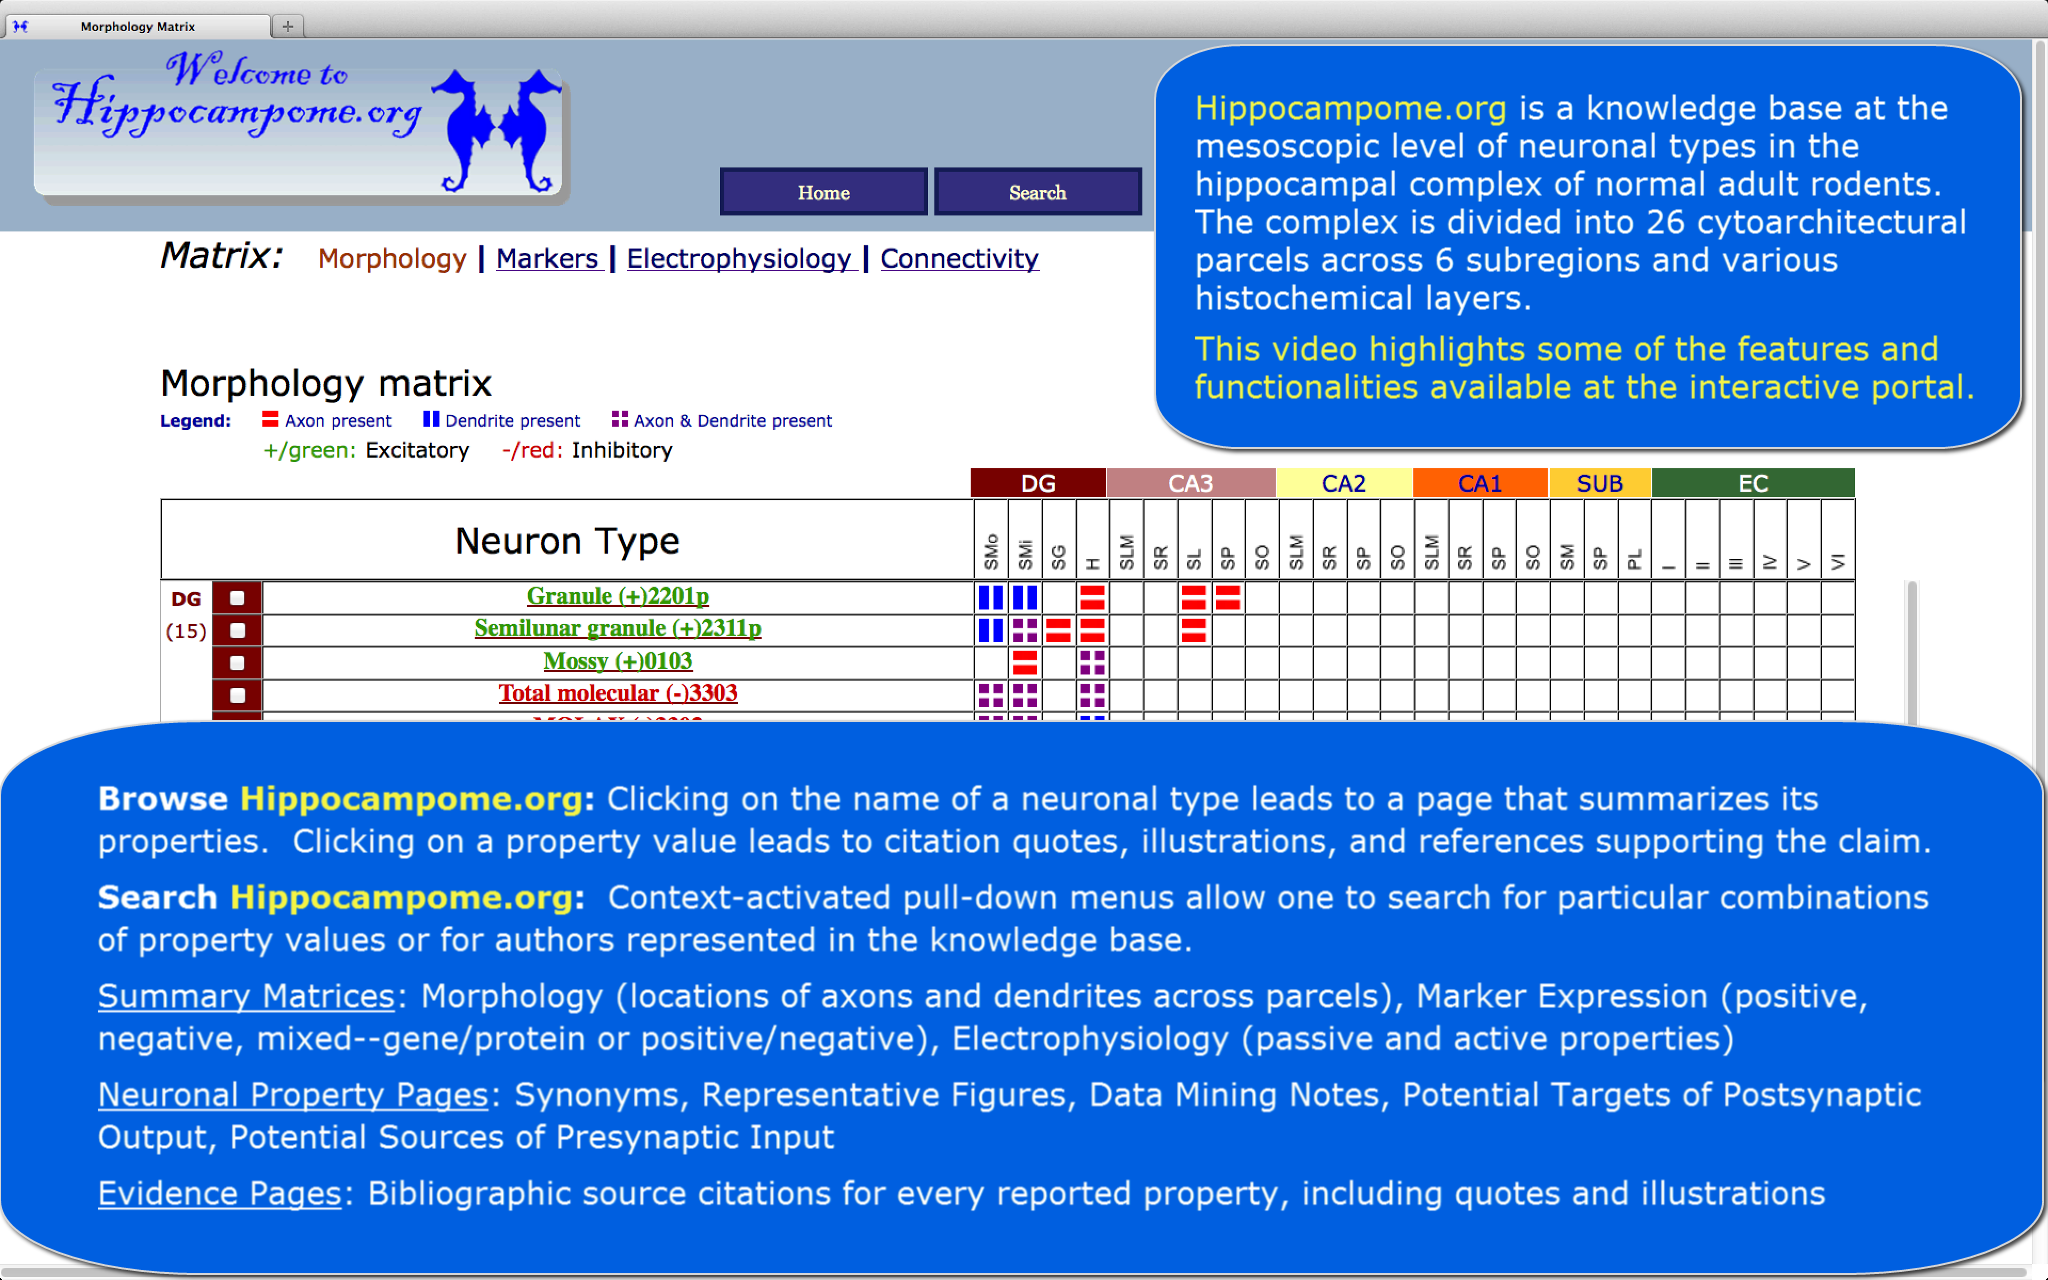 Morphology Matrix
Welcome to
Hippocampome.org
Home
Search
Hippocampome.org is a knowledge base at the
mesoscopic level of neuronal types in the
hippocampal complex of normal adult rodents.
The complex is divided into 26 cytoarchitectural
parcels across 6 subregions and various
histochemical layers.
This video highlights some of the features and
functionalities available at the interactive portal.
Matrix: Morphology | Markers | Electrophysiology | Connectivity
Morphology matrix
Legend: Axon present Dendrite present Axon & Dendrite present
+/green: Excitatory -/red: Inhibitory
DG CA3 CA2 CA1 SUB EC
Neuron Type SMo SMi SG H SLM SR SL SP SO SLM SR SP SO SLM SR SP SO SM SP PL I II III IV V VI
DG Granule (+)2201p
(15) Semilunar granule (+)2311p
Mossy (+)0103
Total molecular (-)3303
Browse Hippocampome.org: Clicking on the name of a neuronal type leads to a page that summarizes its
properties. Clicking on a property value leads to citation quotes, illustrations, and references supporting the claim.
Search Hippocampome.org: Context-activated pull-down menus allow one to search for particular combinations
of property values or for authors represented in the knowledge base.
Summary Matrices: Morphology (locations of axons and dendrites across parcels), Marker Expression (positive,
negative, mixed--gene/protein or positive/negative), Electrophysiology (passive and active properties)
Neuronal Property Pages: Synonyms, Representative Figures, Data Mining Notes, Potential Targets of Postsynaptic
Output, Potential Sources of Presynaptic Input
Evidence Pages: Bibliographic source citations for every reported property, including quotes and illustrations